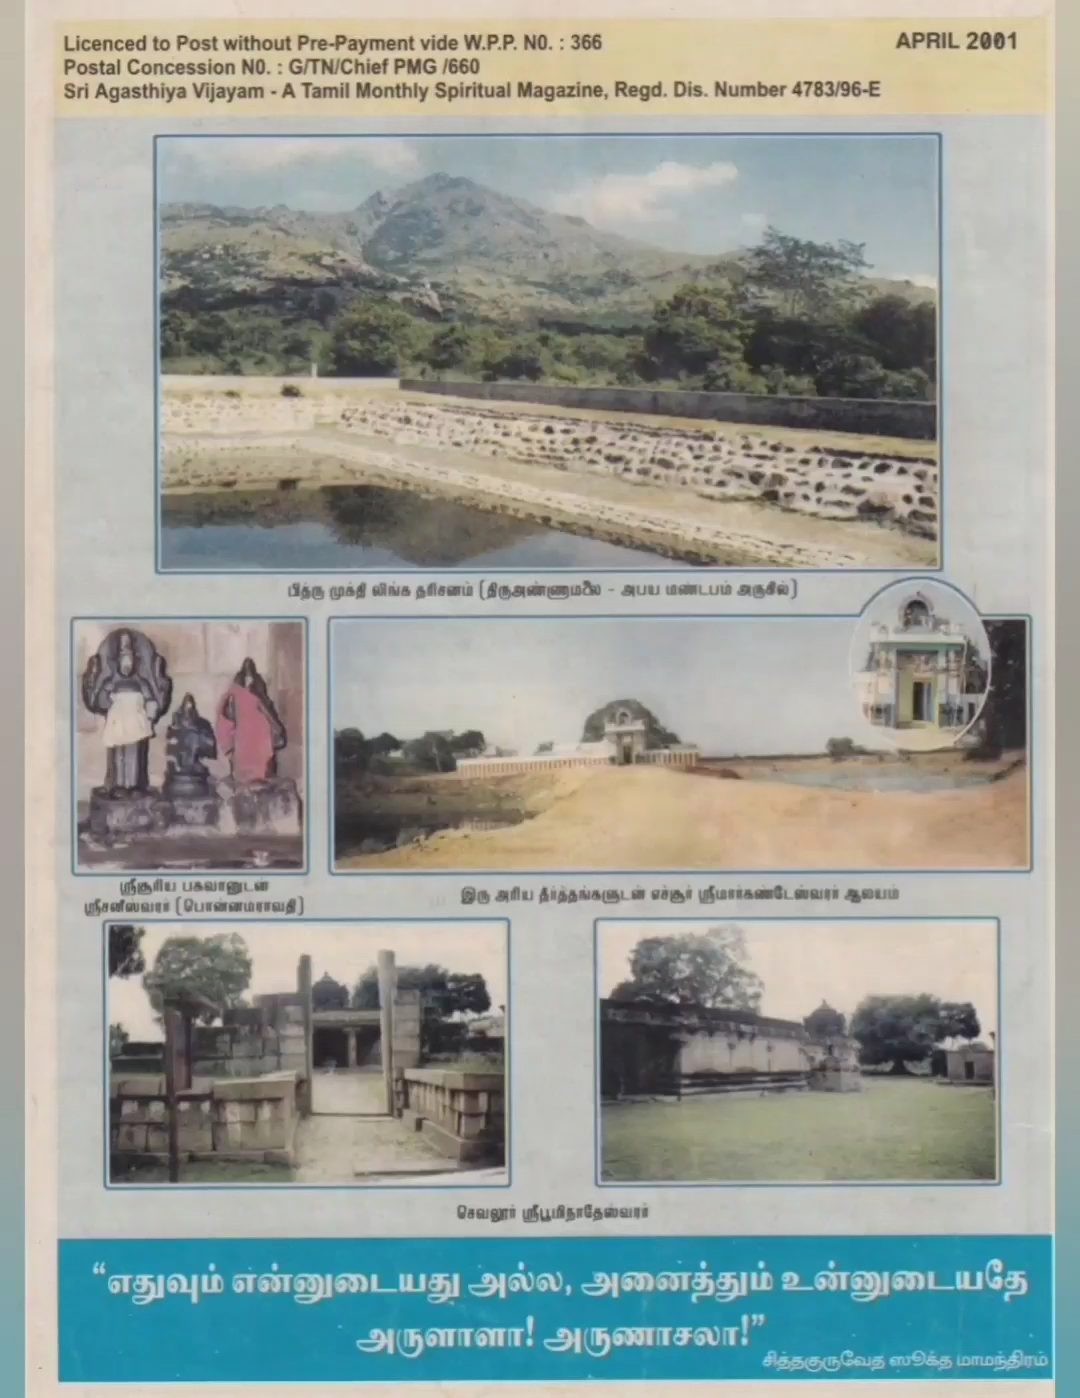 Licenced to Post without Pre-Payment vide W.P.P. N0. : 366
APRIL 2001
Postal Concession N0. : G/TN/Chief PMG /660
Sri Agasthiya Vijayam - A Tamil Monthly Spiritual Magazine, Regd. Dis. Number 4783/96-E
பித்ரு முக்தி லிங்க தரிசனம் (திருஅண்ணாமலை - அபய மண்டபம் அருகில்)
ஸ்ரீசூரிய பகவானுடன்
ஸ்ரீசனீஸ்வரர் (பொன்னமராவதி)
இரு அரிய தீர்த்தங்களுடன் எச்சூர் ஸ்ரீமார்கண்டேஸ்வரர் ஆலயம்
செவலூர் ஸ்ரீபூமிநாதேஸ்வரர்
“எதுவும் என்னுடையது அல்ல, அனைத்தும் உன்னுடையதே
அருளாளா! அருணாசலா!”
சித்தகுருவேத ஸூக்த மாமந்திரம்